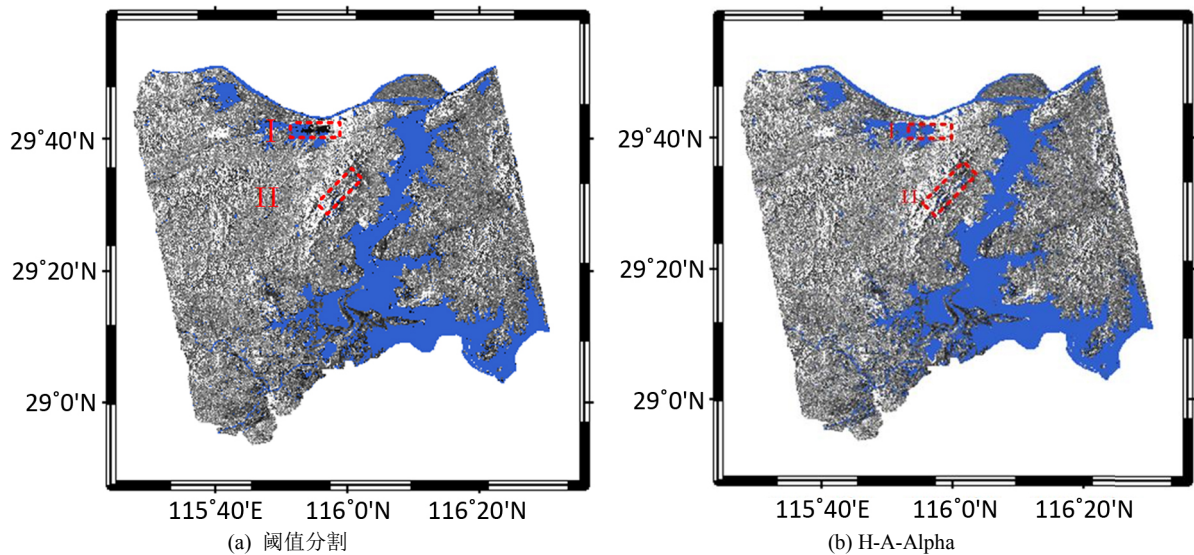 29°40'N
29°20'N
29°0'N
115°40'E
116°0'N
116°20'N
I
II
(a) 阈值分割
29°40'N
29°20'N
29°0'N
115°40'E
116°0'N
116°20'N
I
II
(b) H-A-Alpha